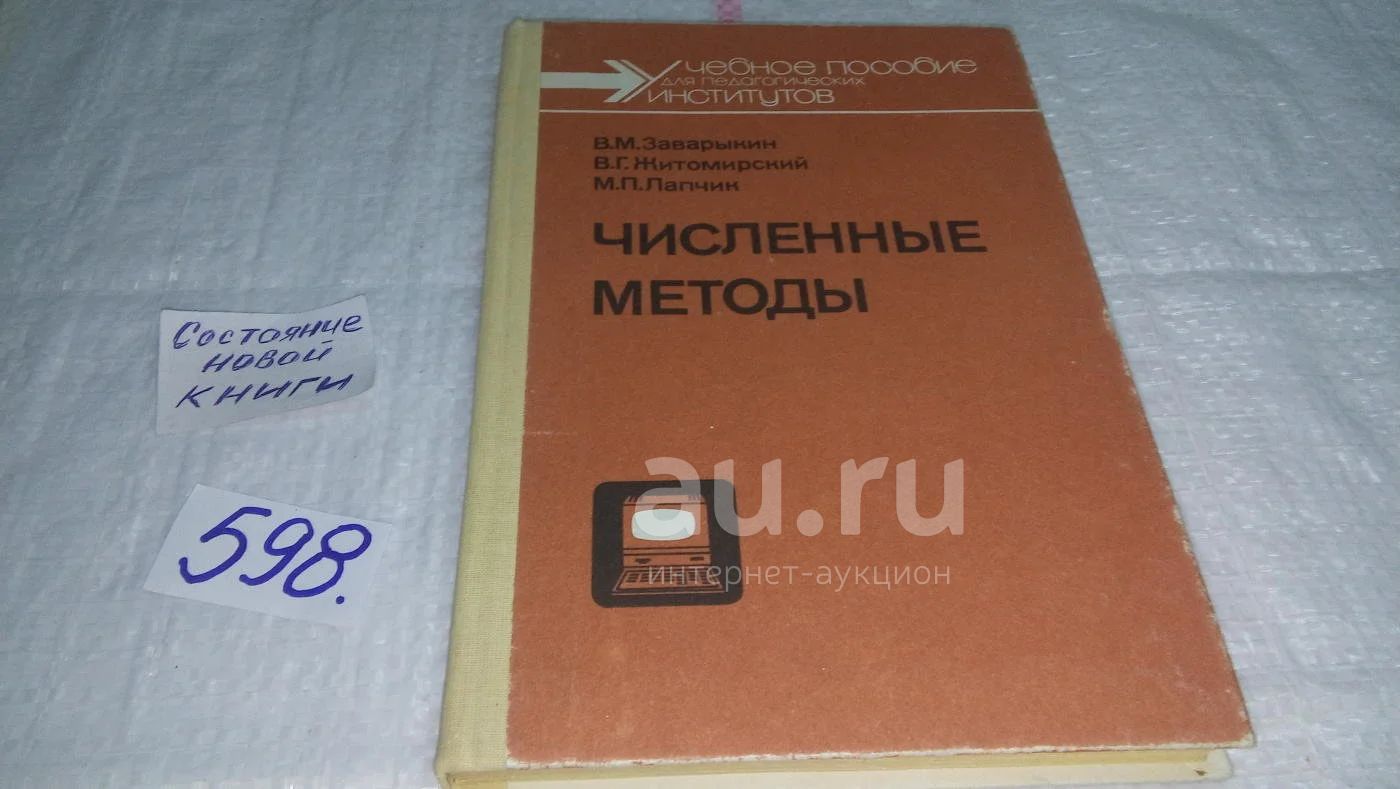 Учебное пособие
для педагогических
институтов
В.М.Заварыкин
В.Г.Житомирский
М.П.Лапчик
ЧИСЛЕННЫЕ
МЕТОДЫ
Состояние
новой
книги
598.
au.ru
интернет-аукцион